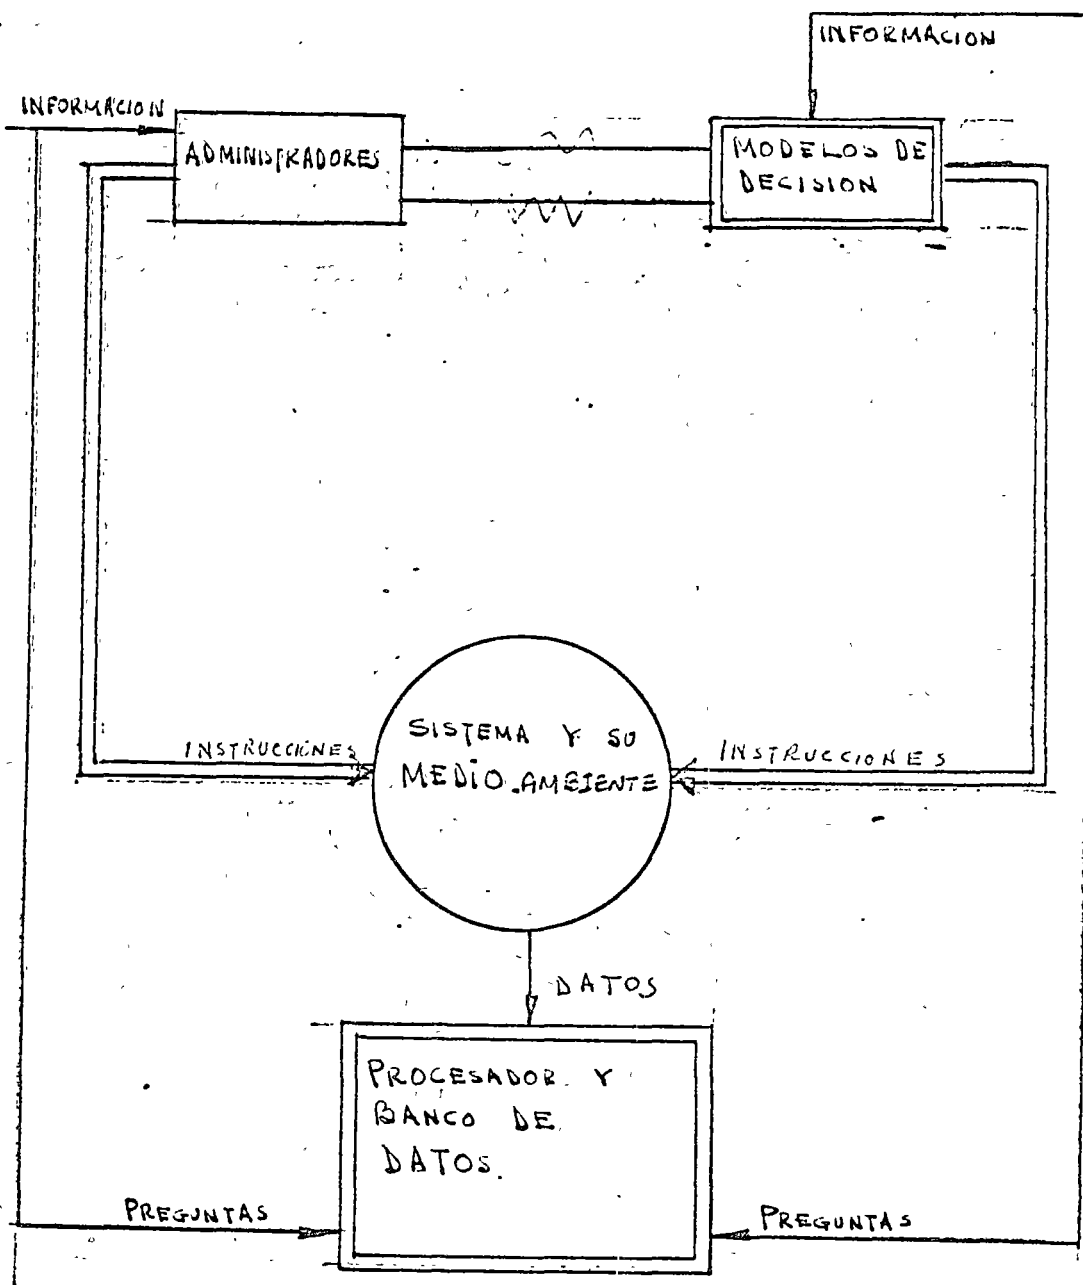 INFORMACION
INFORMACION
ADMINISTRADORES
MODELOS DE
DECISION
SISTEMA Y SU
MEDIO AMBIENTE
INSTRUCCIONES
INSTRUCCIONES
DATOS
PROCESADOR Y
BANCO DE
DATOS.
PREGUNTAS
PREGUNTAS